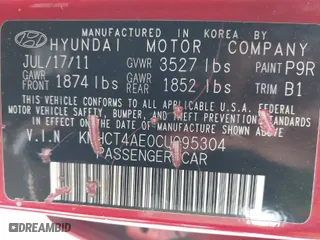 MANUFACTURED IN KOREA BY
HYUNDAI MOTOR COMPANY
JUL/17/11 GVWR 3527 lbs PAINT P9R
GAWR FRONT 1874 lbs GAWR REAR 1852 lbs TRIM B1
THIS VEHICLE CONFORMS TO ALL APPLICABLE FEDERAL
MOTOR VEHICLE SAFETY, BUMPER, AND THEFT PREVENTION
STANDARDS IN EFFECT ON THE DATE OF MANUFACTURE
SHOWN ABOVE.
V.I.N.
PASSENGER CAR
© DealerCarSearch.com